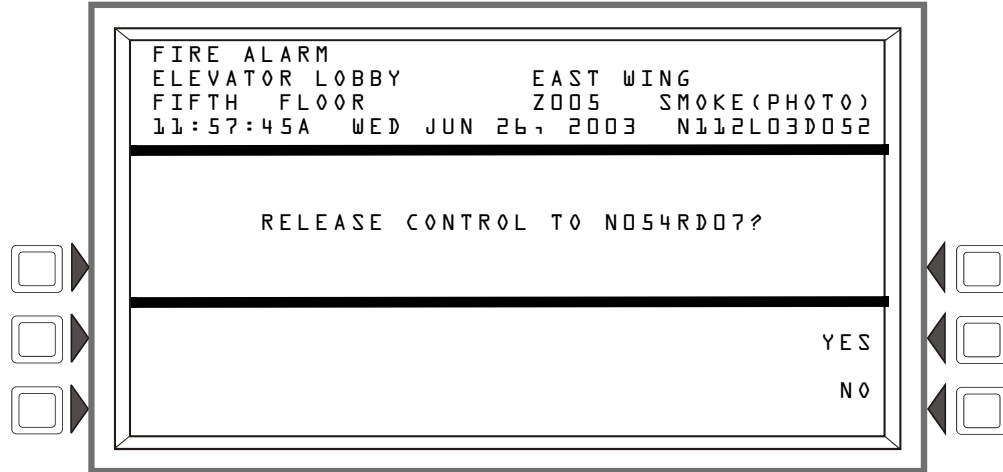 FIRE ALARM
ELEVATOR LOBBY EAST WING
FIFTH FLOOR Z005 SMOKE(PHOTO)
11:57:45A WED JUN 26, 2003 N112L03D052
RELEASE CONTROL TO N054RD07?
YES
NO